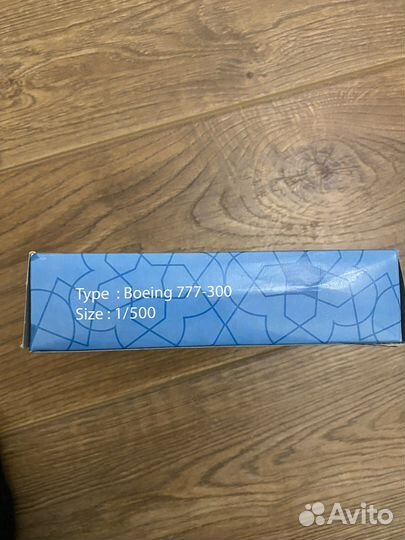 Type : Boeing 777-300
Size : 1/500
Avito